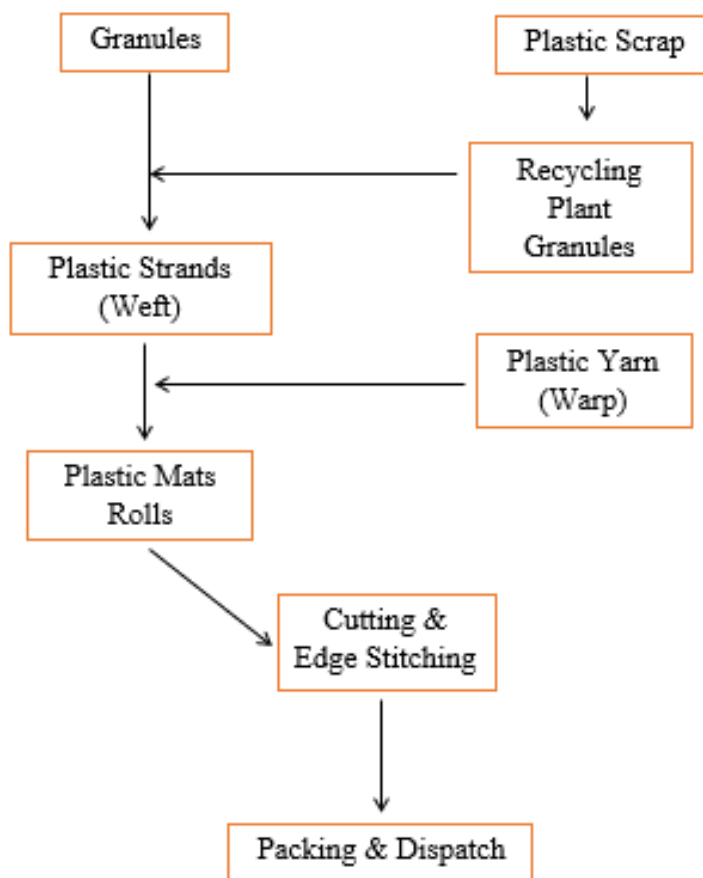 Granules
Plastic Scrap
Recycling
Plant
Granules
Plastic Strands
(Weft)
Plastic Yarn
(Warp)
Plastic Mats
Rolls
Cutting &
Edge Stitching
Packing & Dispatch